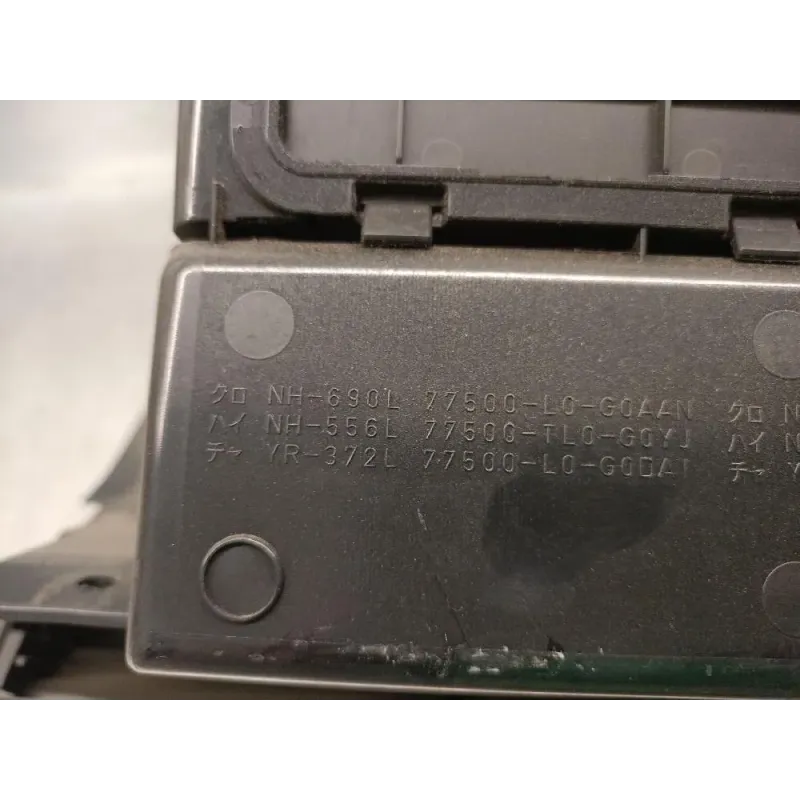 クロ NH-690L 77500-L0-G0AAN クロ N
ハイ NH-556L 77500-TL0-G0YJ ハイ N
チャ YR-372L 77500-L0-G0 チャ Y